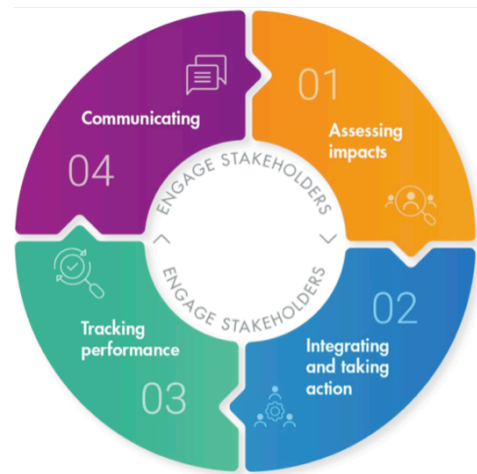 01
Assessing
impacts
02
Integrating
and taking
action
03
Tracking
performance
04
Communicating
ENGAGE STAKEHOLDERS
ENGAGE STAKEHOLDERS